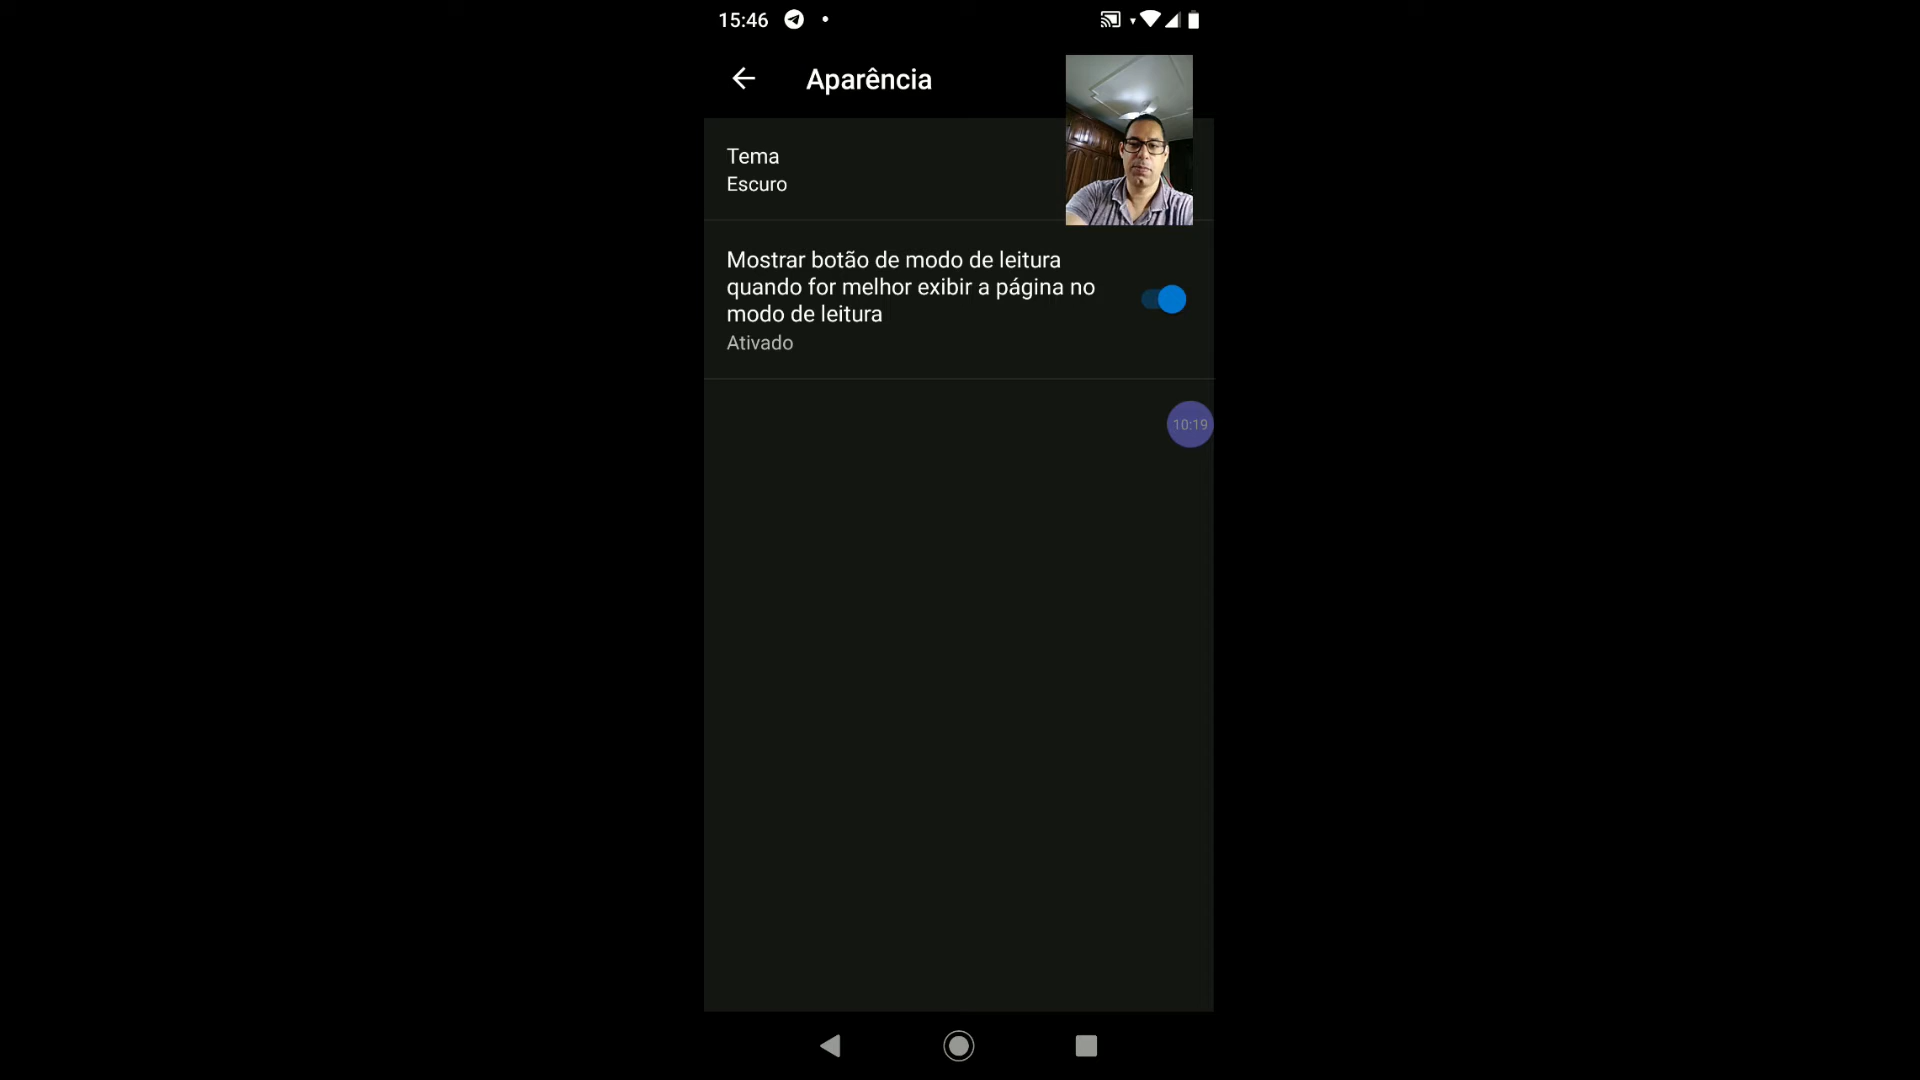 15:46
Aparência
Tema
Escuro
Mostrar botão de modo de leitura
quando for melhor exibir a página no
modo de leitura
Ativado
10:19